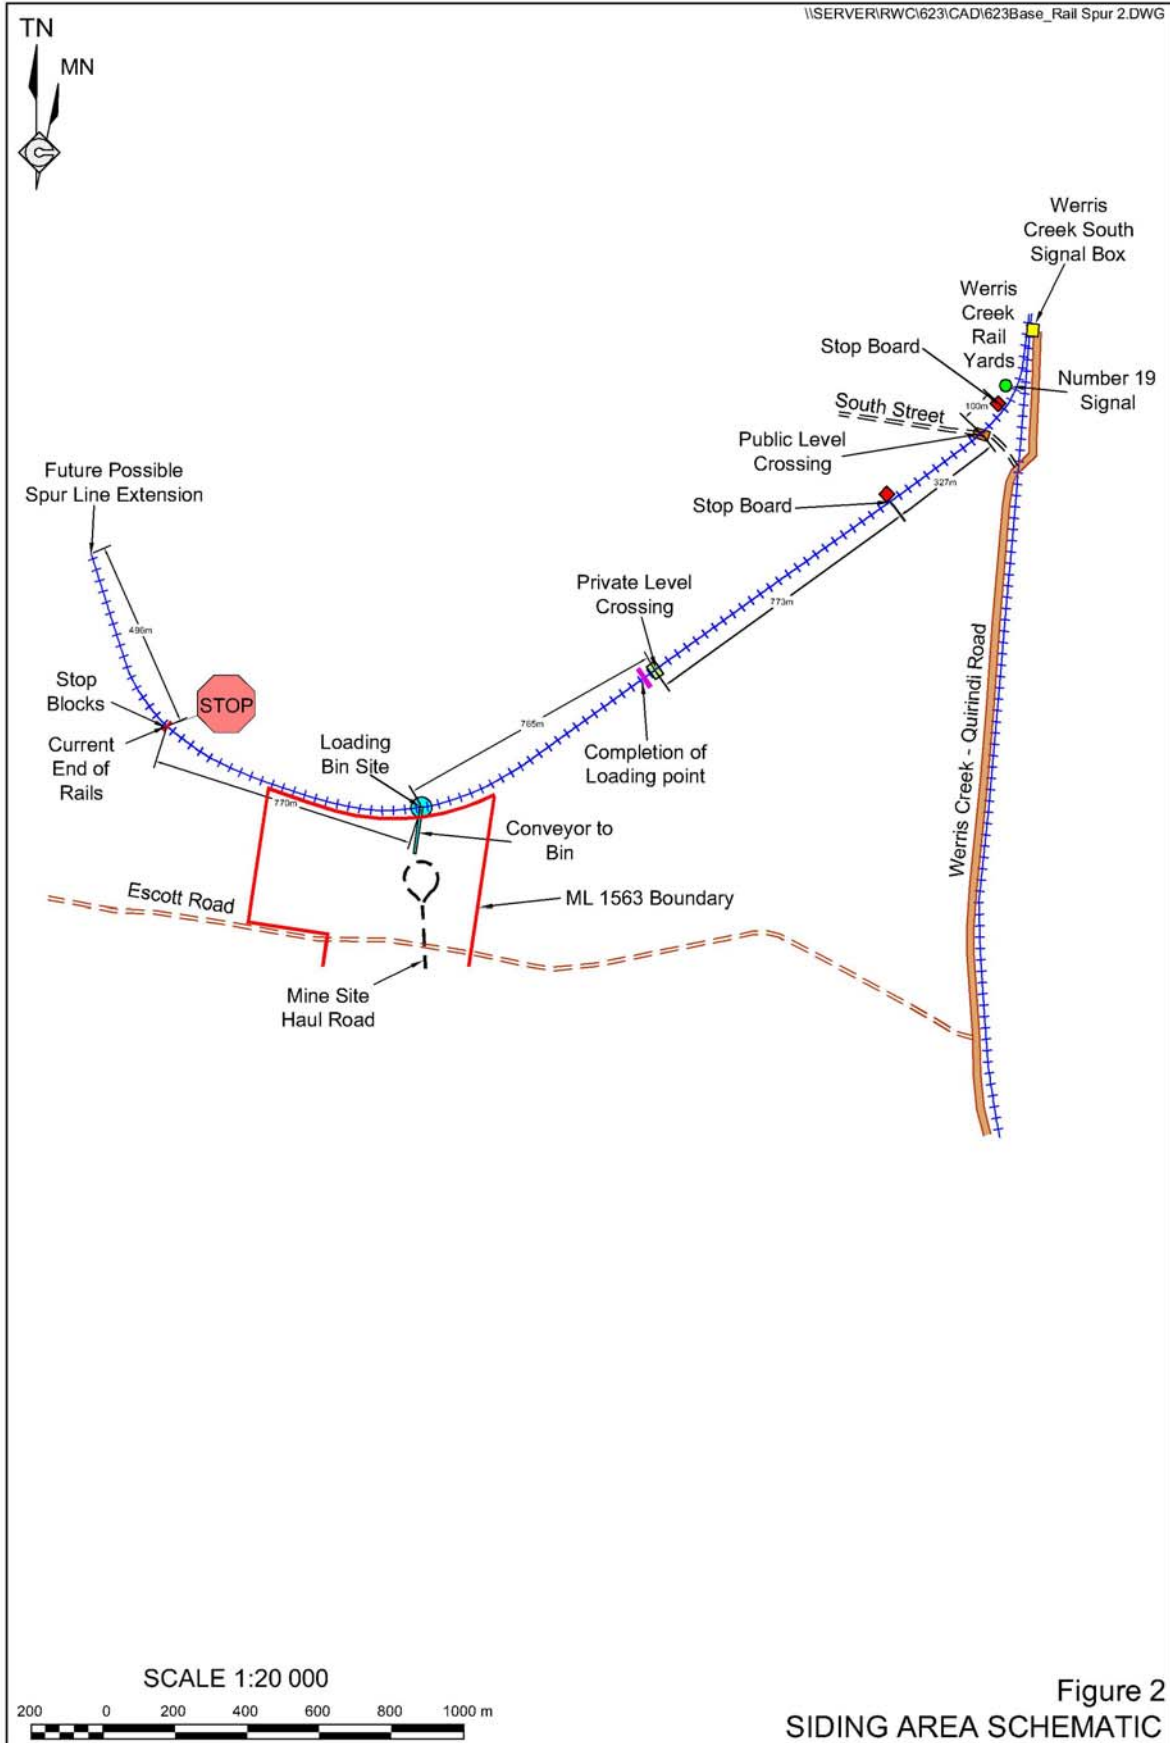 \\SERVER\RWC\623\CAD\623Base_Rail Spur 2.DWG
TN
MN
Werris
Creek South
Signal Box
Werris
Creek
Rail
Yards
Stop Board
Number 19
Signal
100m
South Street
Public Level
Crossing
327m
Stop Board
Future Possible
Spur Line Extension
Private Level
Crossing
773m
496m
Stop
Blocks
STOP
Current
End of
Rails
Loading
Bin Site
765m
Completion of
Loading point
770m
Conveyor to
Bin
Werris Creek - Quirindi Road
Escott Road
ML 1563 Boundary
Mine Site
Haul Road
SCALE 1:20 000
200 0 200 400 600 800 1000 m
Figure 2
SIDING AREA SCHEMATIC